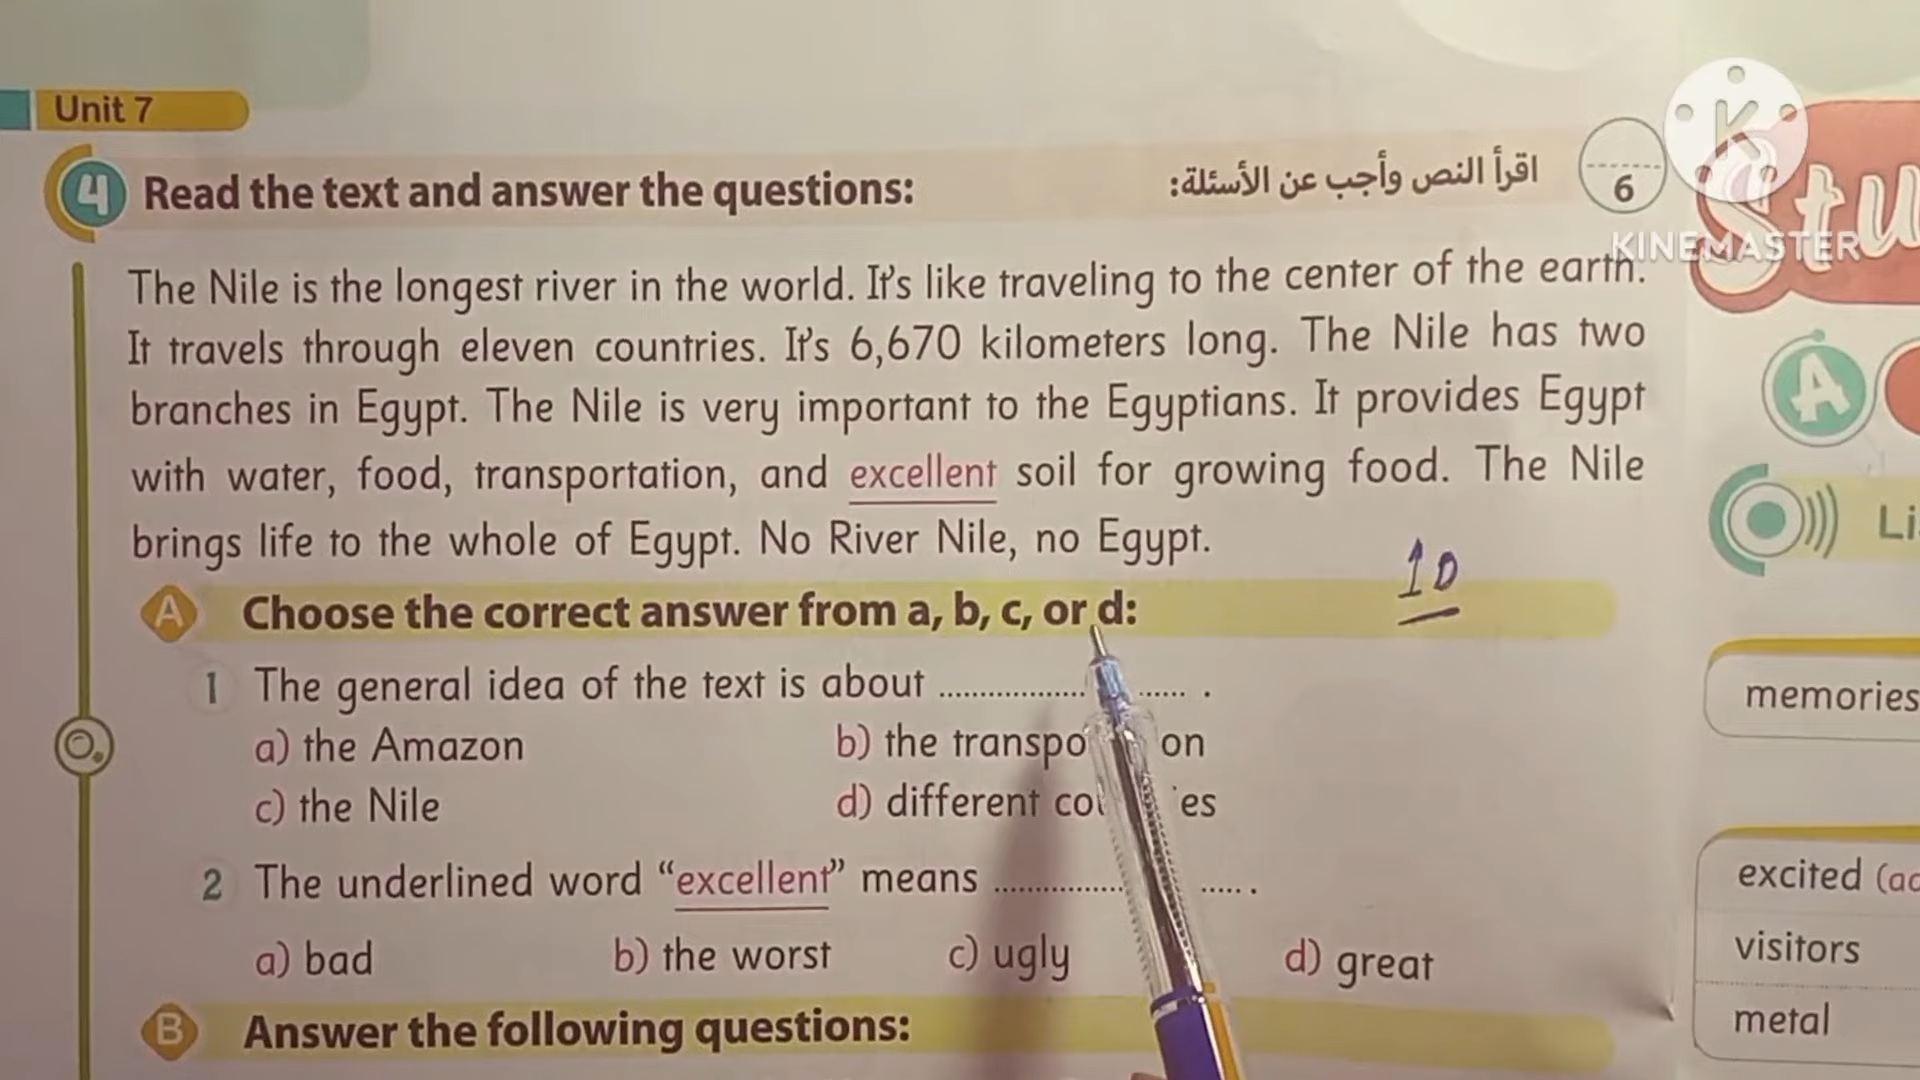 Unit 7
4 Read the text and answer the questions:
اقرأ النص وأجب عن الأسئلة:
6
K
KINEMASTER
The Nile is the longest river in the world. It's like traveling to the center of the earth.
It travels through eleven countries. It's 6,670 kilometers long. The Nile has two
branches in Egypt. The Nile is very important to the Egyptians. It provides Egypt
with water, food, transportation, and excellent soil for growing food. The Nile
brings life to the whole of Egypt. No River Nile, no Egypt.
10
A Choose the correct answer from a, b, c, or d:
1 The general idea of the text is about ........................... .
a) the Amazon
b) the
c) the Nile
d) different
2 The underlined word “excellent” means ........................... .
a) bad b) the worst c) ugly d) great
B Answer the following questions:
A
memories
excited
visitors
metal